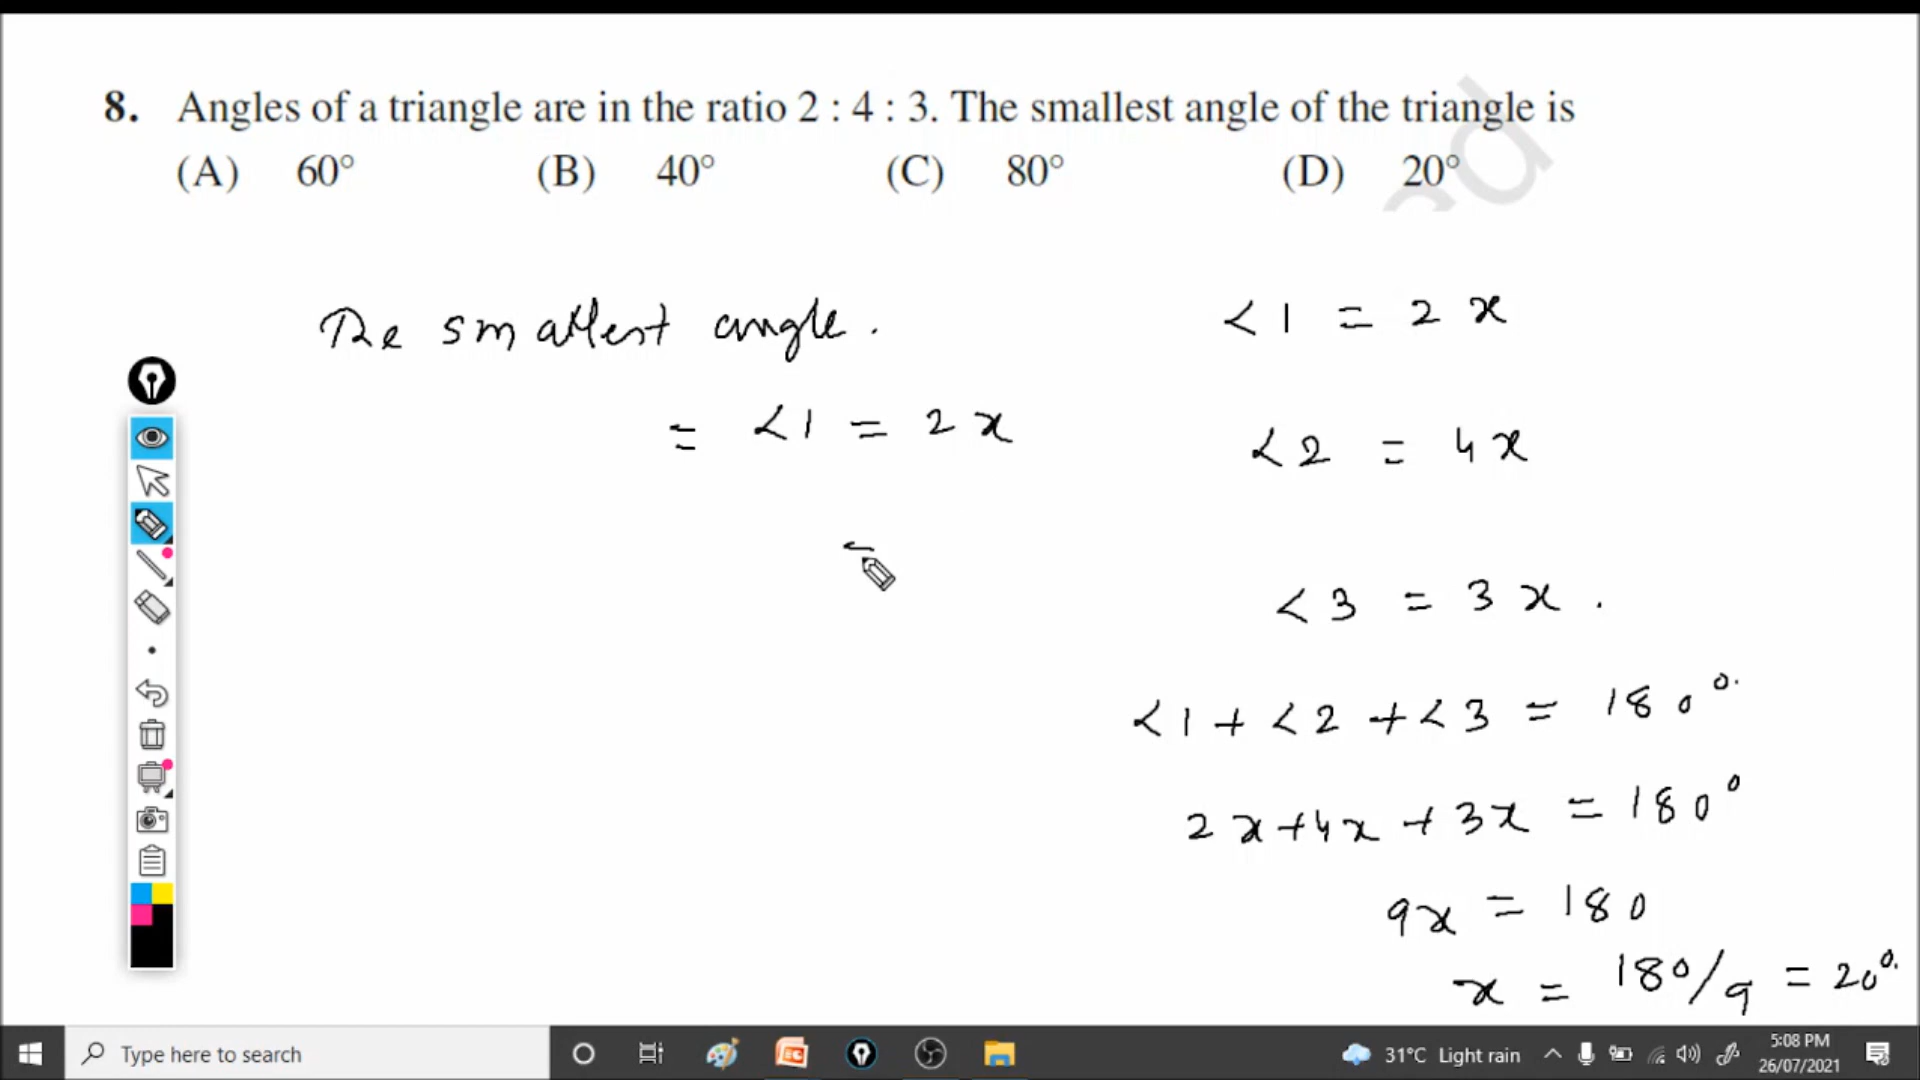 8. Angles of a triangle are in the ratio 2 : 4 : 3. The smallest angle of the triangle is
(A) 60° (B) 40° (C) 80° (D) 20°
The smallest angle.
= <1 = 2x
<1 = 2x
<2 = 4x
<3 = 3x .
<1 + <2 + <3 = 180°.
2x+4x + 3x = 180°
9x = 180
x = 180/9 = 20°.
Type here to search
31°C Light rain
5:08 PM
26/07/2021